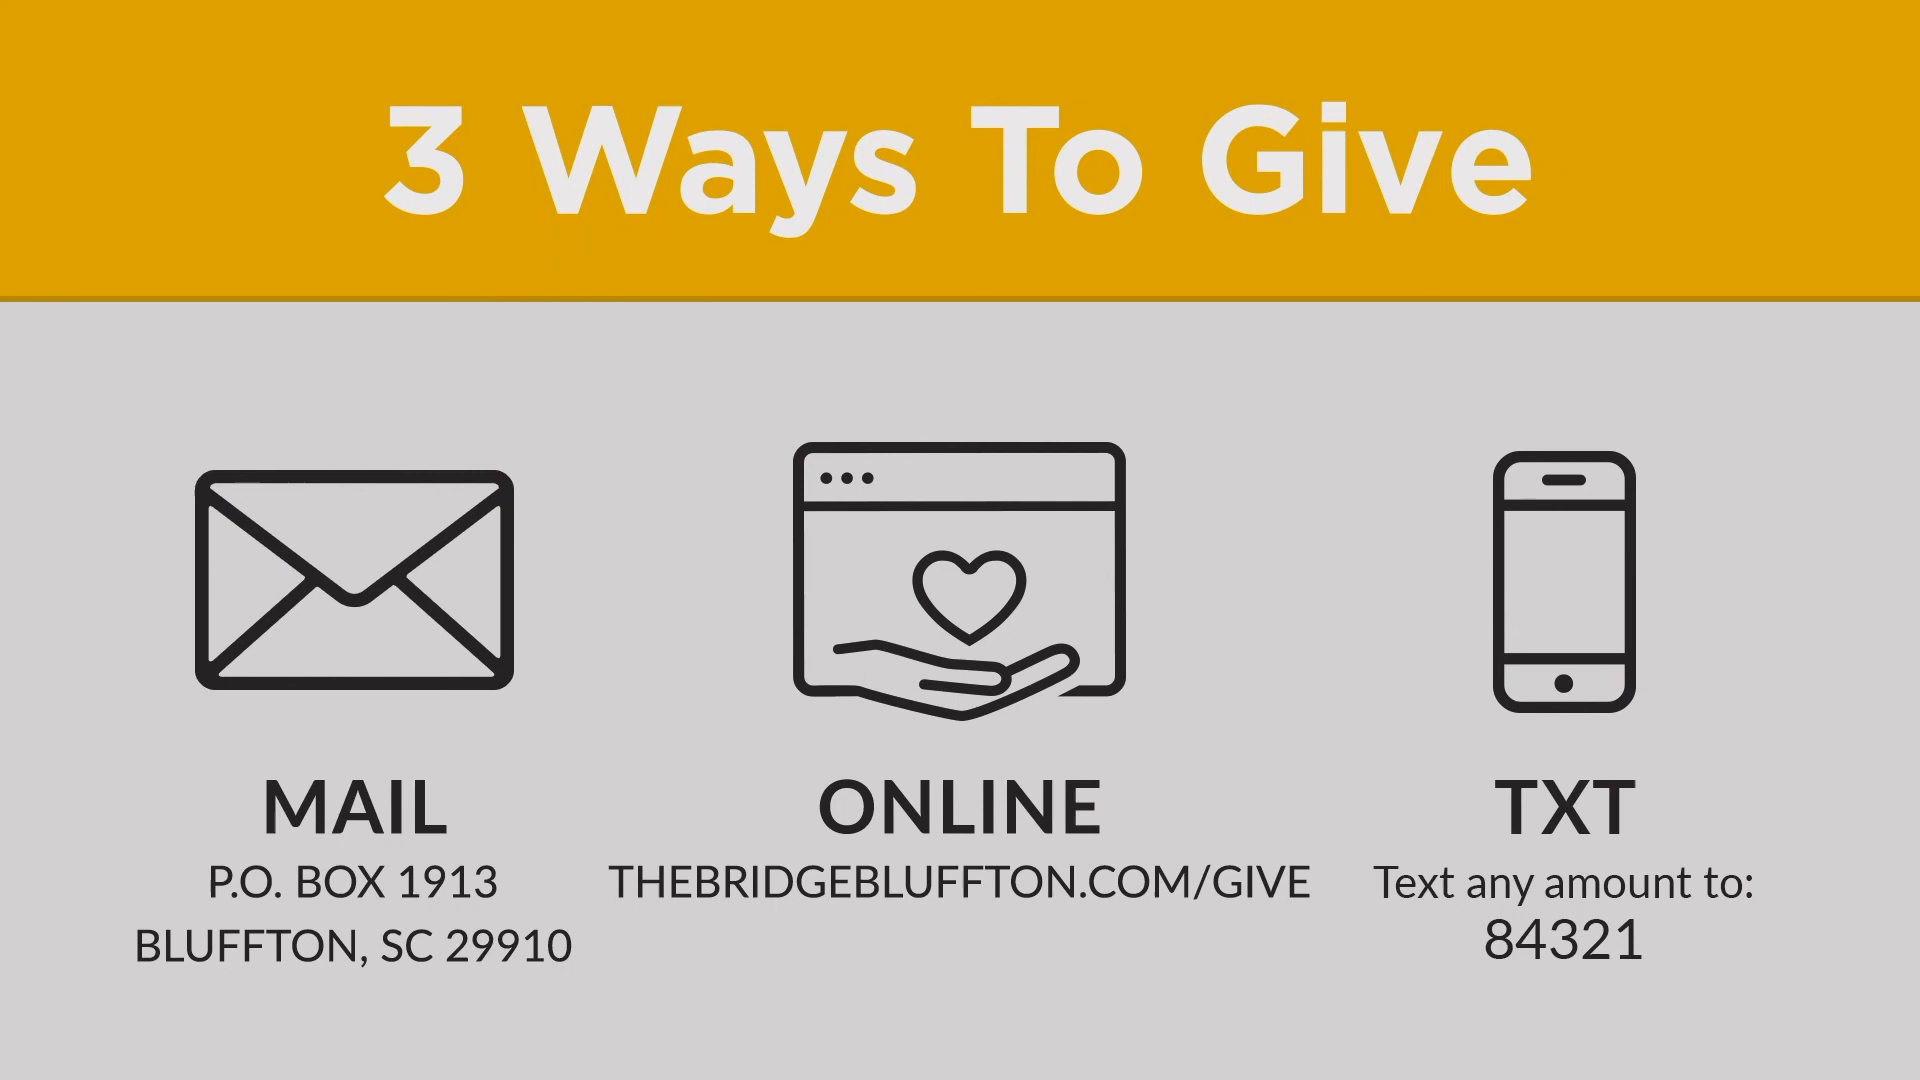 3 Ways To Give
MAIL
P.O. BOX 1913
BLUFFTON, SC 29910
ONLINE
THEBRIDGEBLUFFTON.COM/GIVE
TXT
Text any amount to:
84321